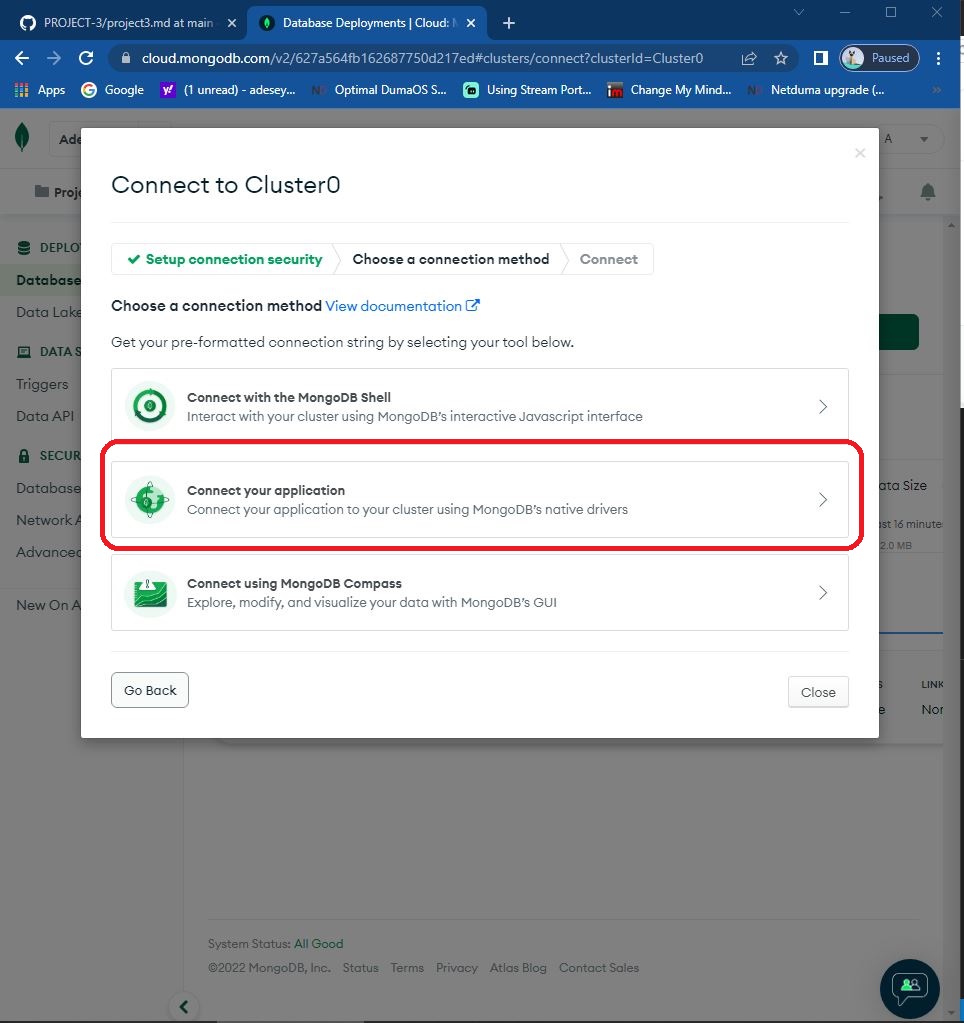 PROJECT-3/project3.md at main
Database Deployments | Cloud: M
cloud.mongodb.com/v2/627a564fb162687750d217ed#clusters/connect?clusterId=Cluster0
Paused
Apps
Google
(1 unread) - adesey...
Optimal DumaOS S...
Using Stream Port...
Change My Mind...
Netduma upgrade (...
Ade
A
Connect to Cluster0
Proje
Setup connection security
Choose a connection method
Connect
DEPLO
Database
Data Lake
Choose a connection method View documentation
Get your pre-formatted connection string by selecting your tool below.
DATA S
Triggers
Data API
Connect with the MongoDB Shell
Interact with your cluster using MongoDB's interactive Javascript interface
SECUR
Database
Network A
Advanced
Connect your application
Connect your application to your cluster using MongoDB's native drivers
ata Size
ast 16 minutes
2.0 MB
Connect using MongoDB Compass
Explore, modify, and visualize your data with MongoDB's GUI
New On A
Go Back
Close
S
LINK
e
Non
System Status: All Good
©2022 MongoDB, Inc. Status Terms Privacy Atlas Blog Contact Sales